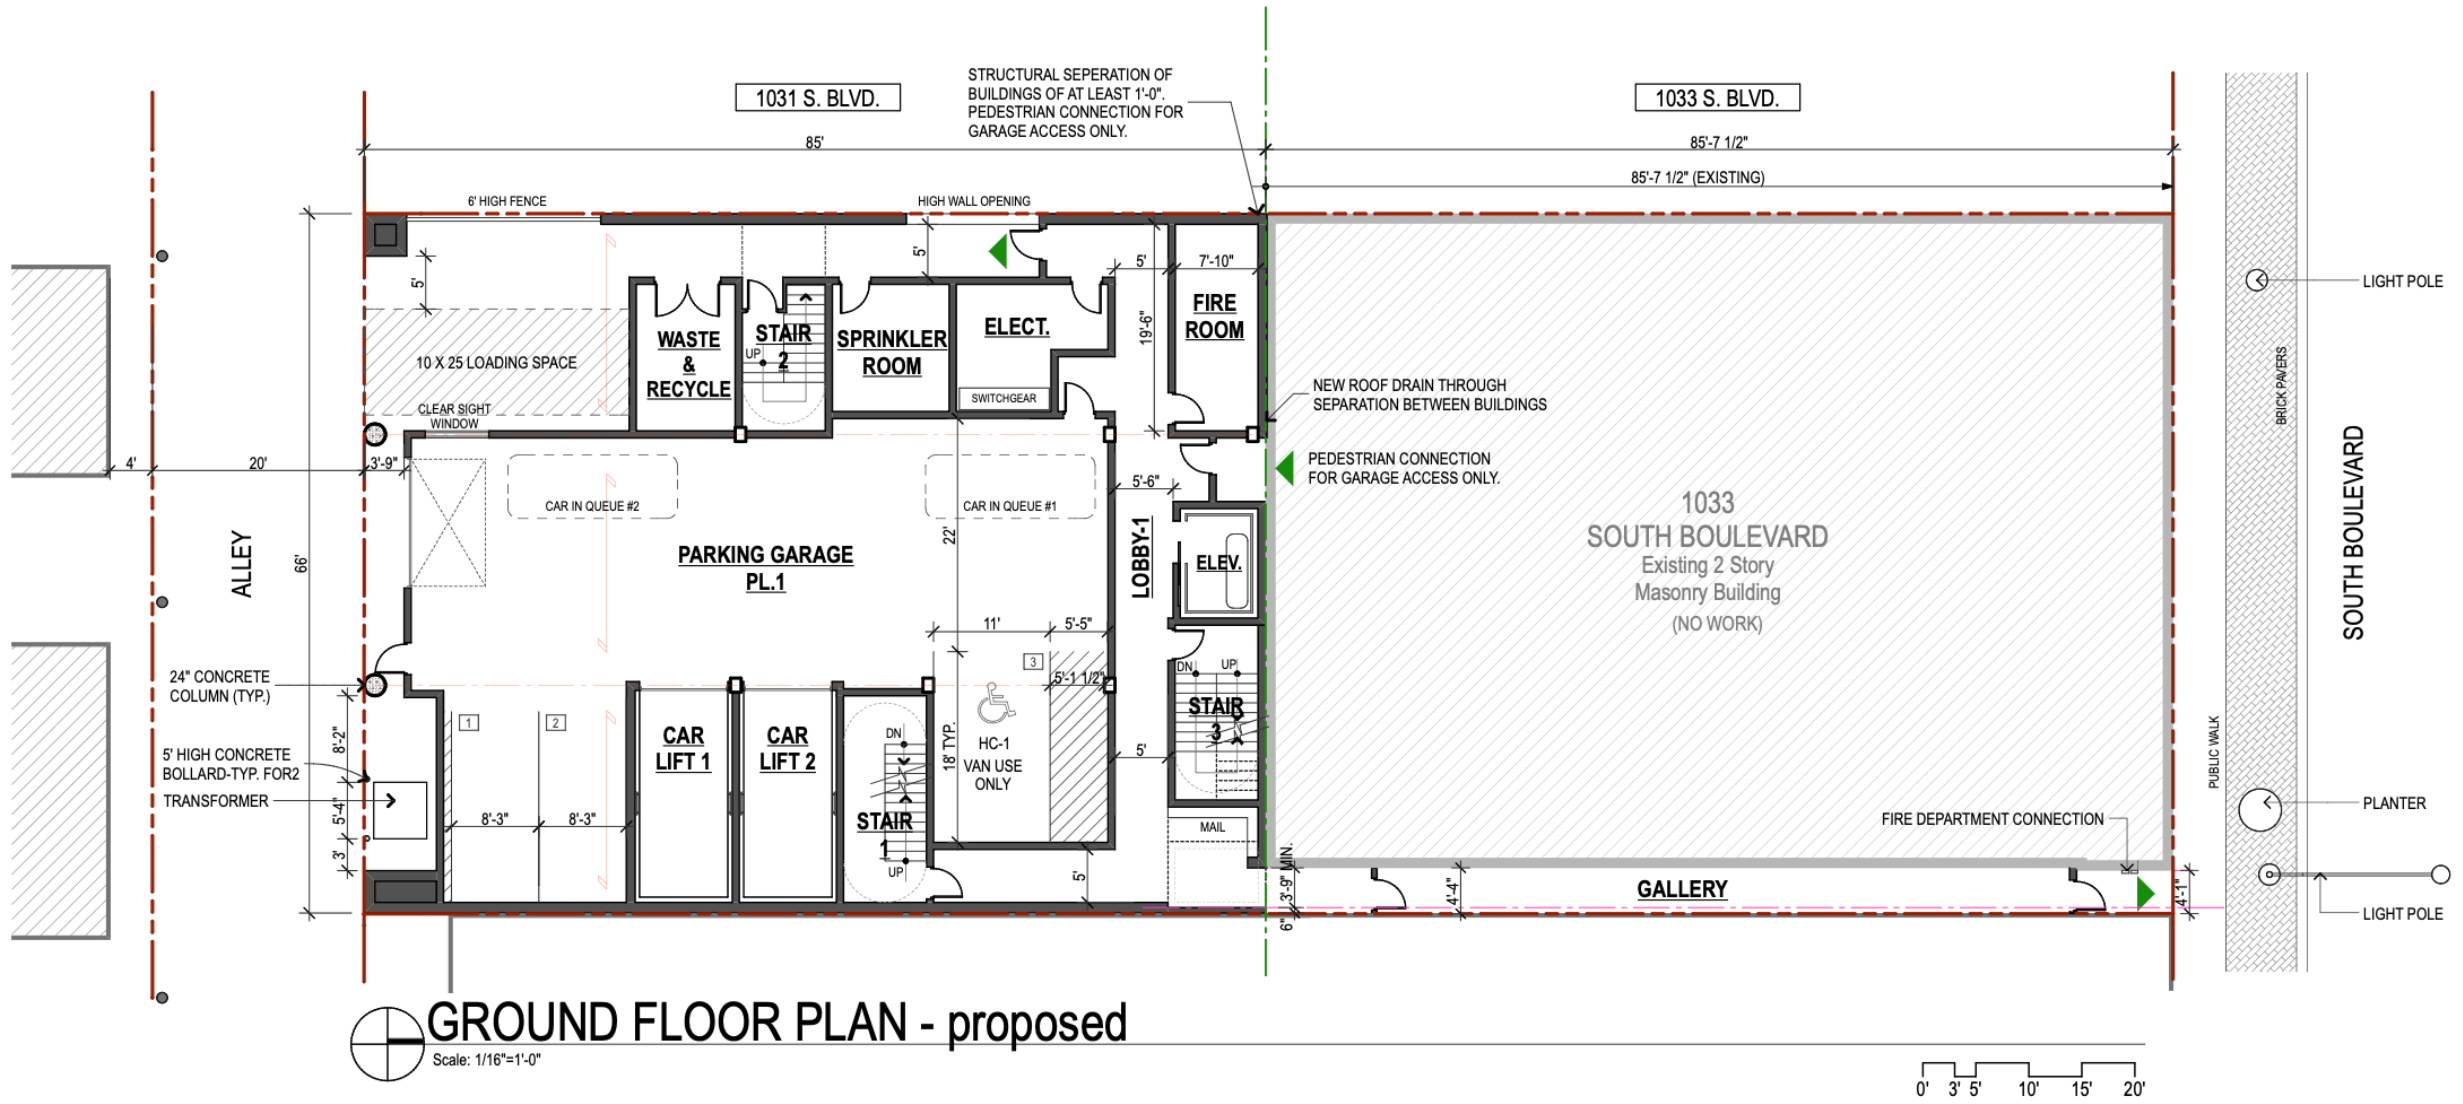 STRUCTURAL SEPERATION OF
BUILDINGS OF AT LEAST 1'-0".
PEDESTRIAN CONNECTION FOR
GARAGE ACCESS ONLY.
1031 S. BLVD.
1033 S. BLVD.
85'
85'-7 1/2"
85'-7 1/2" (EXISTING)
6' HIGH FENCE
HIGH WALL OPENING
5'
5'
5'
7'-10"
LIGHT POLE
FIRE
ROOM
19'-6"
ELECT.
WASTE
&
RECYCLE
STAIR
2
UP
SPRINKLER
ROOM
10 X 25 LOADING SPACE
SWITCHGEAR
CLEAR SIGHT
WINDOW
NEW ROOF DRAIN THROUGH
SEPARATION BETWEEN BUILDINGS
BRICK PAVERS
4'
20'
3'-9"
PEDESTRIAN CONNECTION
FOR GARAGE ACCESS ONLY.
5'-6"
CAR IN QUEUE #2
CAR IN QUEUE #1
22'
1033
SOUTH BOULEVARD
Existing 2 Story
Masonry Building
(NO WORK)
SOUTH BOULEVARD
ALLEY
66'
PARKING GARAGE
PL.1
LOBBY-1
ELEV.
11'
5'-5"
3
5'-1 1/2"
DN
UP
STAIR
3
24" CONCRETE
COLUMN (TYP.)
1
2
8'-2"
CAR
LIFT 1
CAR
LIFT 2
DN
HC-1
VAN USE
ONLY
18' TYP.
5'
PUBLIC WALK
5' HIGH CONCRETE
BOLLARD-TYP. FOR2
TRANSFORMER
5'-4"
8'-3"
8'-3"
STAIR
1
UP
MAIL
PLANTER
FIRE DEPARTMENT CONNECTION
3'
5'
3'-9" MIN.
6"
4'-4"
GALLERY
4'-1"
LIGHT POLE
GROUND FLOOR PLAN - proposed
Scale: 1/16"=1'-0"
0' 3' 5' 10' 15' 20'